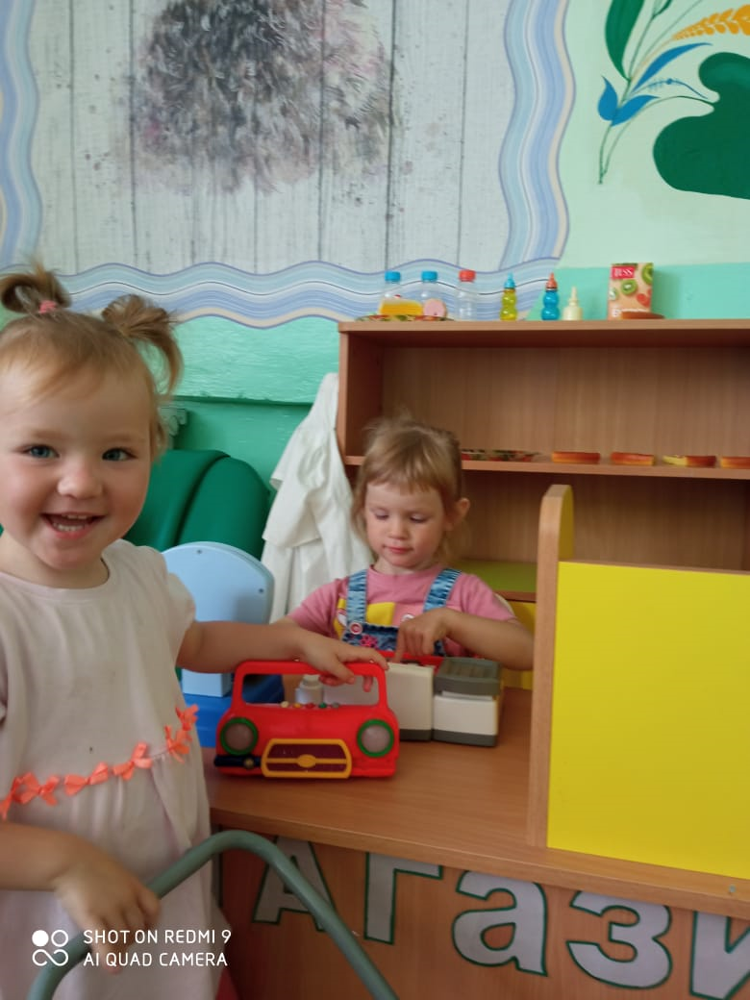 Агази
SHOT ON REDMI 9
AI QUAD CAMERA